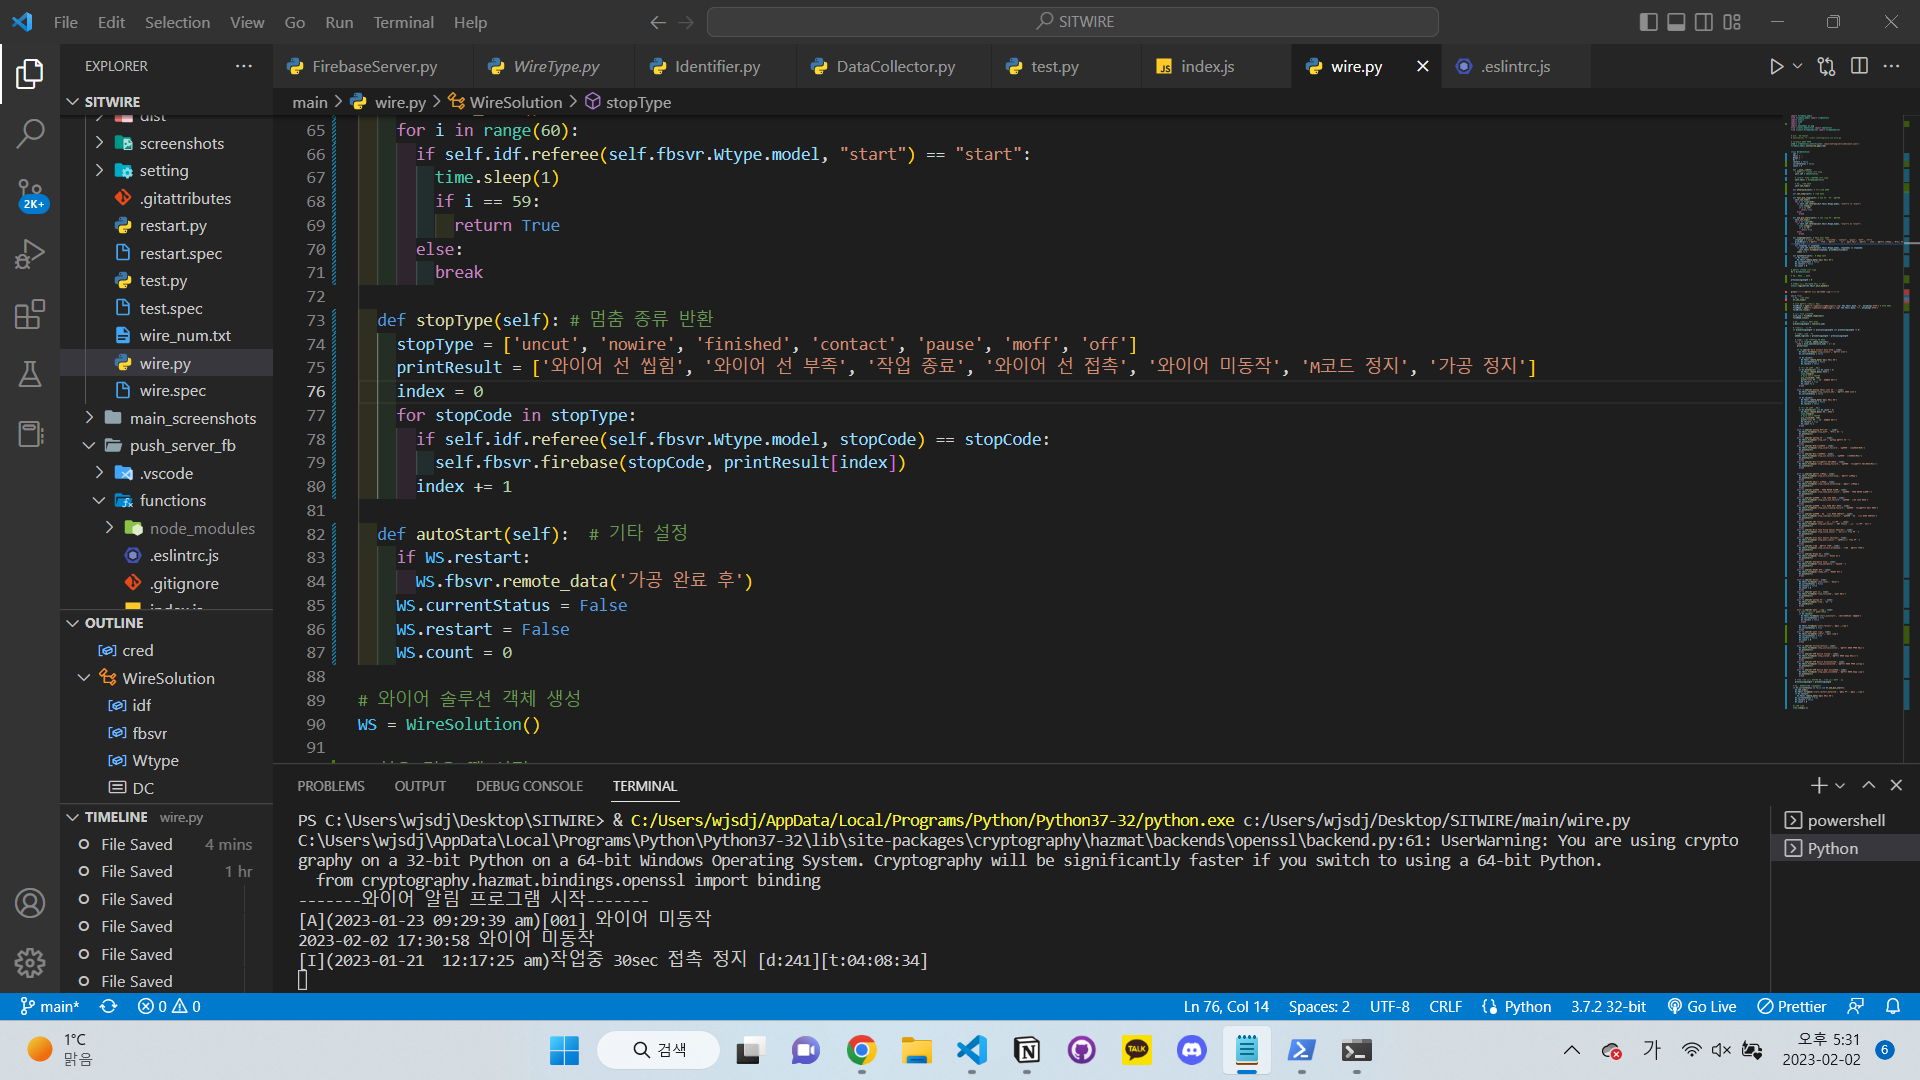 File Edit Selection View Go Run Terminal Help
SITWIRE
EXPLORER
FirebaseServer.py WireType.py Identifier.py DataCollector.py test.py index.js wire.py .eslintrc.js
SITWIRE
main > wire.py > WireSolution > stopType
dist
screenshots
setting
.gitattributes
restart.py
restart.spec
test.py
test.spec
wire_num.txt
wire.py
wire.spec
main_screenshots
push_server_fb
.vscode
functions
node_modules
.eslintrc.js
.gitignore
2K+
OUTLINE
cred
WireSolution
idf
fbsvr
Wtype
DC
TIMELINE wire.py
File Saved 4 mins
File Saved 1 hr
File Saved
File Saved
File Saved
File Saved
65 for i in range(60):
66 if self.idf.referee(self.fbsvr.Wtype.model, "start") == "start":
67 time.sleep(1)
68 if i == 59:
69 return True
70 else:
71 break
72
73 def stopType(self): # 멈춤 종류 반환
74 stopType = ['uncut', 'nowire', 'finished', 'contact', 'pause', 'moff', 'off']
75 printResult = ['와이어 선 씹힘', '와이어 선 부족', '작업 종료', '와이어 선 접촉', '와이어 미동작', 'M코드 정지', '가공 정지']
76 index = 0
77 for stopCode in stopType:
78 if self.idf.referee(self.fbsvr.Wtype.model, stopCode) == stopCode:
79 self.fbsvr.firebase(stopCode, printResult[index])
80 index += 1
81
82 def autoStart(self):  # 기타 설정
83 if WS.restart:
84 WS.fbsvr.remote_data('가공 완료 후')
85 WS.currentStatus = False
86 WS.restart = False
87 WS.count = 0
88
89 # 와이어 솔루션 객체 생성
90 WS = WireSolution()
91
PROBLEMS OUTPUT DEBUG CONSOLE TERMINAL
PS C:\Users\wjsdj\Desktop\SITWIRE> & C:/Users/wjsdj/AppData/Local/Programs/Python/Python37-32/python.exe c:/Users/wjsdj/Desktop/SITWIRE/main/wire.py
C:\Users\wjsdj\AppData\Local\Programs\Python\Python37-32\lib\site-packages\cryptography\hazmat\backends\openssl\backend.py:61: UserWarning: You are using crypto
graphy on a 32-bit Python on a 64-bit Windows Operating System. Cryptography will be significantly faster if you switch to using a 64-bit Python.
from cryptography.hazmat.bindings.openssl import binding
-------와이어 알림 프로그램 시작-------
[A](2023-01-23 09:29:39 am)[001] 와이어 미동작
2023-02-02 17:30:58 와이어 미동작
[I](2023-01-21  12:17:25 am)작업중 30sec 접촉 정지 [d:241][t:04:08:34]
powershell
Python
main* 0 0 Ln 76, Col 14 Spaces: 2 UTF-8 CRLF Python 3.7.2 32-bit Go Live Prettier
1°C
맑음
검색
TALK
가
오후 5:31
2023-02-02
6